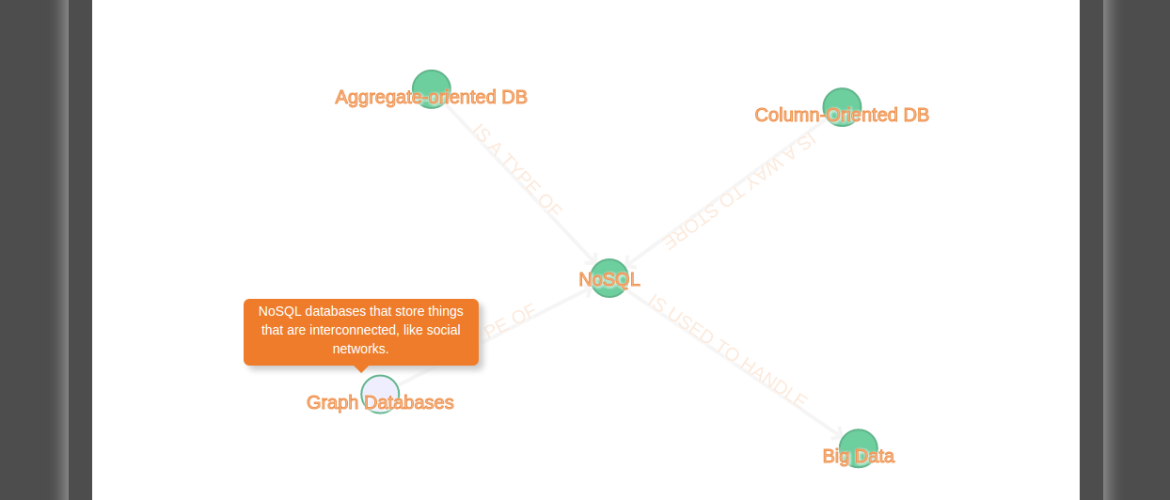 Aggregate-oriented DB
Column-Oriented DB
IS A TYPE OF
IS A WAY TO STORE
NoSQL
NoSQL databases that store things
that are interconnected, like social
networks.
PE OF
IS USED TO HANDLE
Graph Databases
Big Data